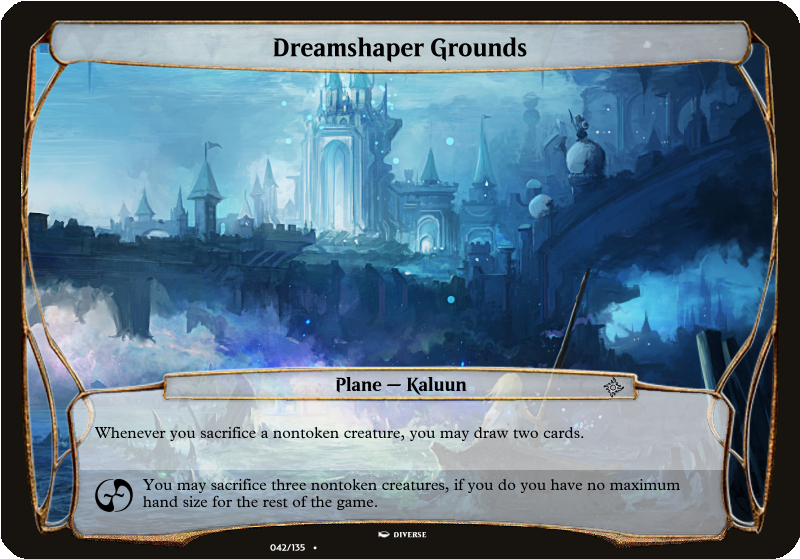 Dreamshaper Grounds
Plane — Kaluun
Whenever you sacrifice a nontoken creature, you may draw two cards.
You may sacrifice three nontoken creatures, if you do you have no maximum
hand size for the rest of the game.
DIVERSE
042/135 •